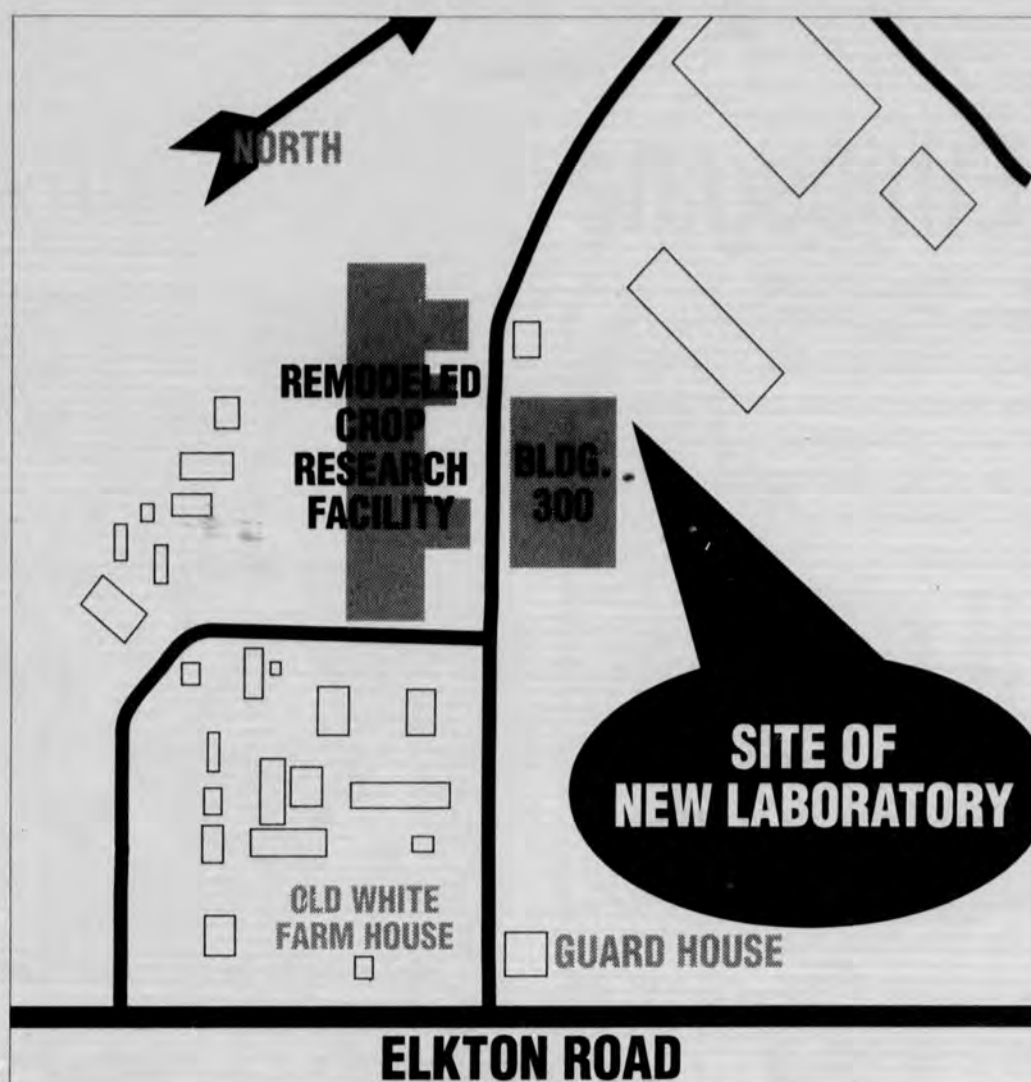 NORTH
REMODELED
CROP
RESEARCH
FACILITY
BLDG.
300
SITE OF
NEW LABORATORY
OLD WHITE
FARM HOUSE
GUARD HOUSE
ELKTON ROAD